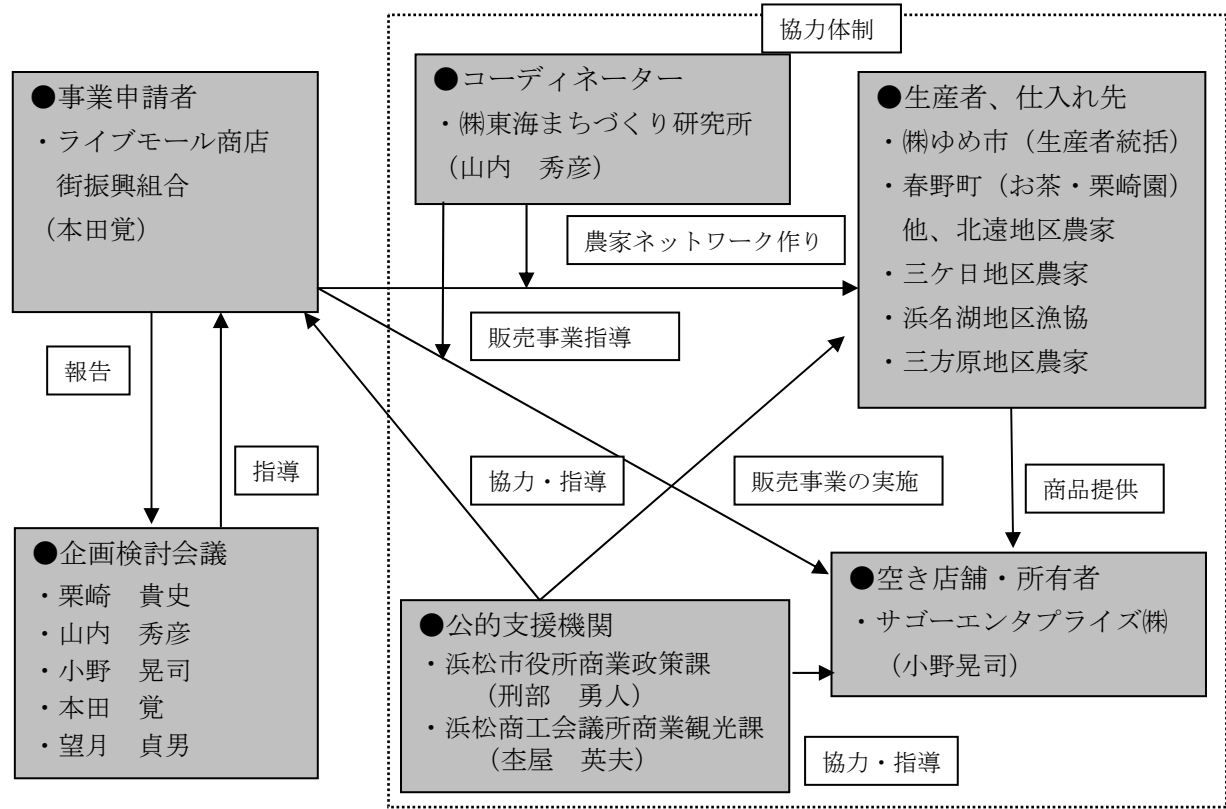 協力体制
●事業申請者
・ライブモール商店
街振興組合
(本田覚)
●コーディネーター
・㈱東海まちづくり研究所
(山内　秀彦)
●生産者、仕入れ先
・㈱ゆめ市（生産者統括）
・春野町（お茶・栗崎園）
他、北遠地区農家
・三ケ日地区農家
・浜名湖地区漁協
・三方原地区農家
農家ネットワーク作り
販売事業指導
報告
指導
協力・指導
販売事業の実施
商品提供
●企画検討会議
・栗崎　貴史
・山内　秀彦
・小野　晃司
・本田　覚
・望月　貞男
●公的支援機関
・浜松市役所商業政策課
（刑部　勇人）
・浜松商工会議所商業観光課
（杢屋　英夫）
●空き店舗・所有者
・サゴーエンタプライズ㈱
（小野晃司）
協力・指導